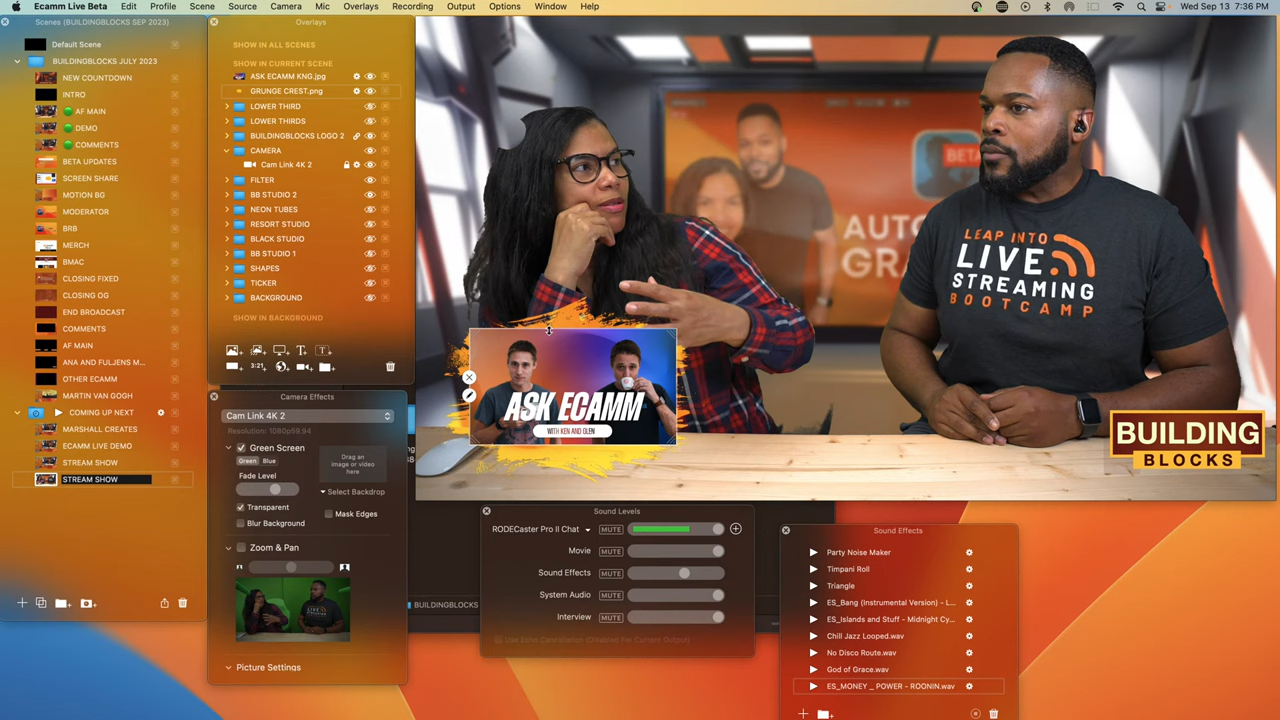 Ecamm Live Beta Edit Profile Scene Source Camera Mic Overlays Recording Output Options Window Help
Wed Sep 13 7:36 PM
Scenes (BUILDINGBLOCKS SEP 2023)
Default Scene
BUILDINGBLOCKS JULY 2023
NEW COUNTDOWN
INTRO
AF MAIN
DEMO
COMMENTS
BETA UPDATES
SCREEN SHARE
MOTION BG
MODERATOR
BRB
MERCH
BMAC
CLOSING FIXED
CLOSING OG
END BROADCAST
COMMENTS
AF MAIN
ANA AND FULJENS M...
OTHER ECAMM
MARTIN VAN GOGH
COMING UP NEXT
MARSHALL CREATES
ECAMM LIVE DEMO
STREAM SHOW
STREAM SHOW
Overlays
SHOW IN ALL SCENES
SHOW IN CURRENT SCENE
ASK ECAMM KNG.jpg
GRUNGE CREST.png
LOWER THIRD
LOWER THIRDS
BUILDINGBLOCKS LOGO 2
CAMERA
Cam Link 4K 2
FILTER
BB STUDIO 2
NEON TUBES
RESORT STUDIO
BLACK STUDIO
BB STUDIO 1
SHAPES
TICKER
BACKGROUND
SHOW IN BACKGROUND
3:21
Camera Effects
Cam Link 4K 2
Resolution: 1080p59.94
Green Screen
Green Blue
Fade Level
Transparent
Blur Background
Drag an
image or video
here
Select Backdrop
Mask Edges
Zoom & Pan
Picture Settings
BETA
AUTO
GRA
LEAP INTO
LIVE
STREAMING
BOOTCAMP
ASK ECAMM
WITH KEN AND GLEN
BUILDING
BLOCKS
BUILDINGBLOCKS
Sound Levels
RODECaster Pro II Chat MUTE
Movie MUTE
Sound Effects MUTE
System Audio MUTE
Interview MUTE
Use Echo Cancellation (Disabled For Current Output)
Sound Effects
Party Noise Maker
Timpani Roll
Triangle
ES_Bang (Instrumental Version) - L...
ES_Islands and Stuff - Midnight Cy...
Chill Jazz Looped.wav
No Disco Route.wav
God of Grace.wav
ES_MONEY _ POWER - ROONIN.wav